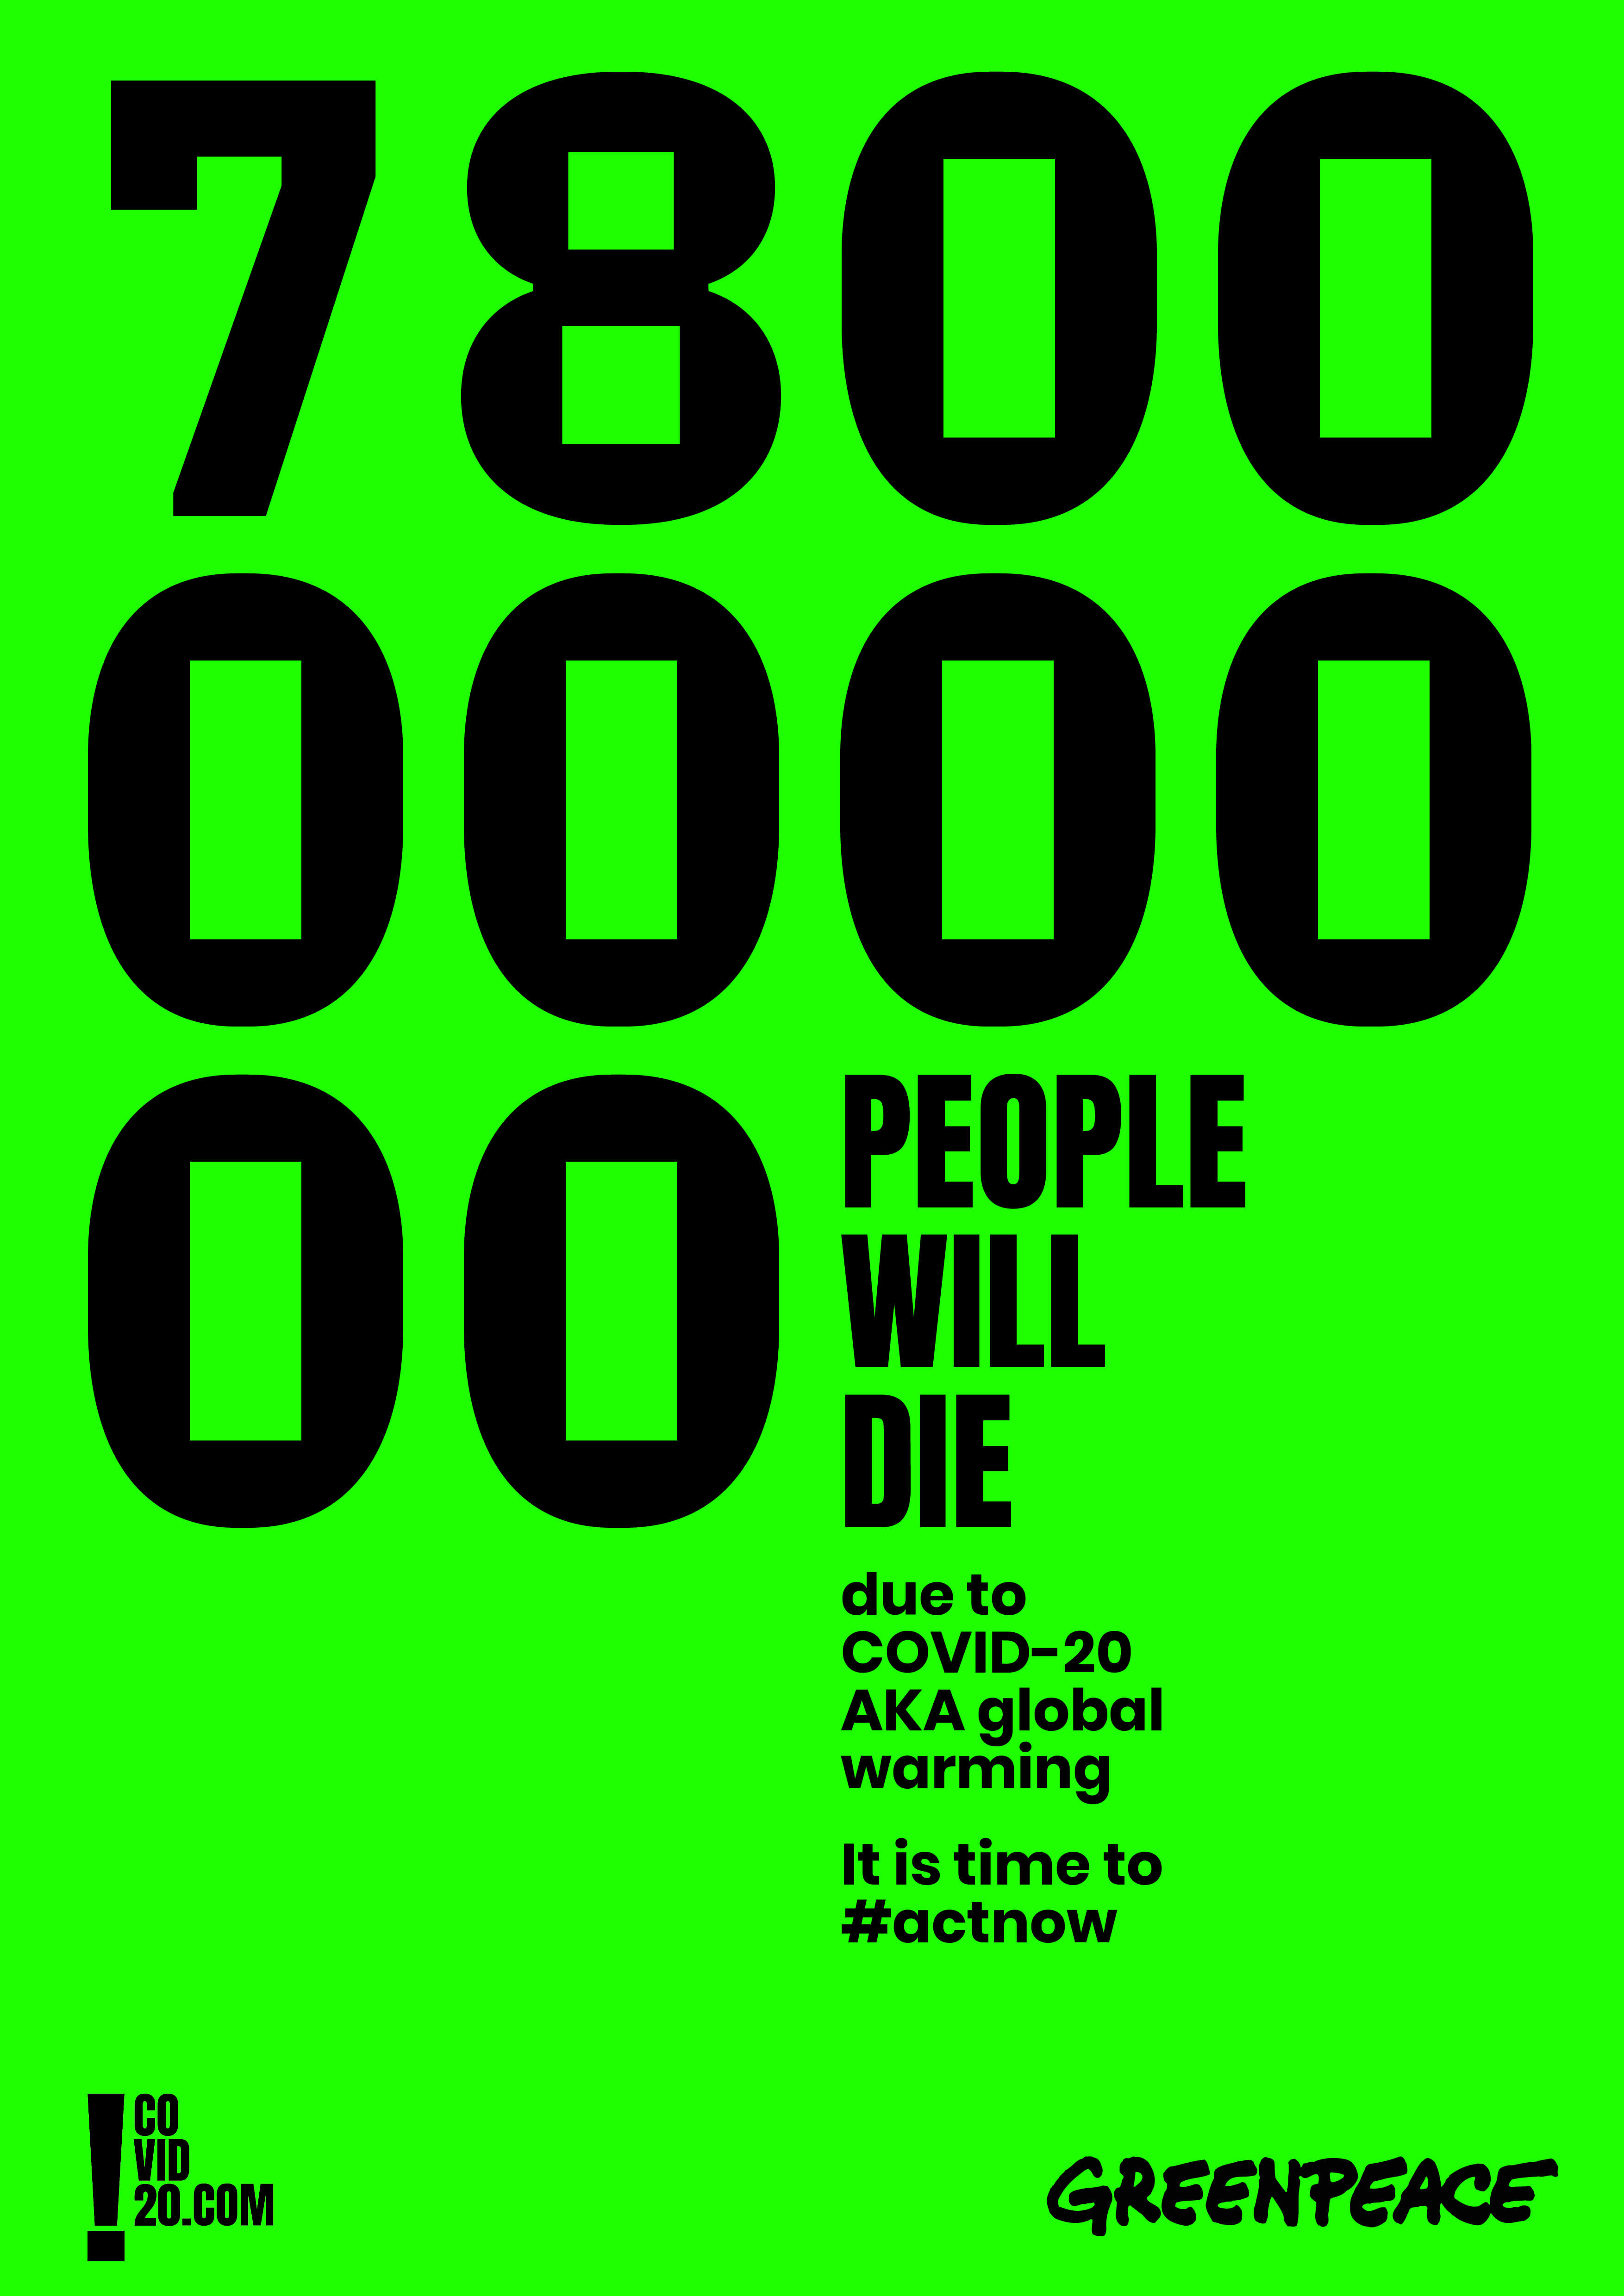 7800
0000
00
PEOPLE
WILL
DIE
due to
COVID-20
AKA global
warming
It is time to
#actnow
!
CO
VID
20.COM
GREENPEACE